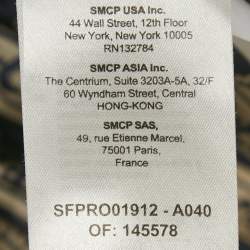 SMCP USA Inc.
44 Wall Street, 12th Floor
New York, New York 10005
RN132784
SMCP ASIA Inc.
The Centrium, Suite 3203A-5A, 32/F
60 Wyndham Street, Central
HONG-KONG
SMCP SAS,
49, rue Etienne Marcel,
75001 Paris,
France
SFPRO01912 - A040
OF: 145578